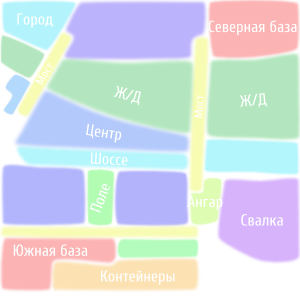 Город
Северная база
Мост
Мост
Ж/Д
Ж/Д
Центр
Шоссе
Поле
Ангар
Свалка
Южная база
Контейнеры